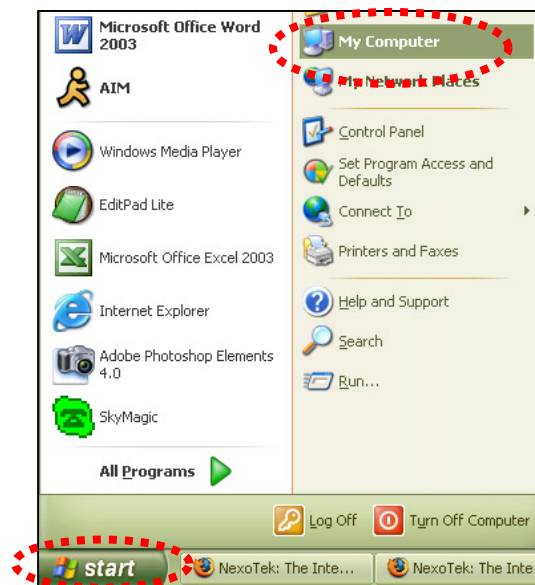 Microsoft Office Word
2003
AIM
Windows Media Player
EditPad Lite
Microsoft Office Excel 2003
Internet Explorer
Adobe Photoshop Elements
4.0
SkyMagic
All Programs
My Computer
My Network Places
Control Panel
Set Program Access and
Defaults
Connect To
Printers and Faxes
Help and Support
Search
Run...
Log Off
Turn Off Computer
start
NexoTek: The Inte...
NexoTek: The Inte